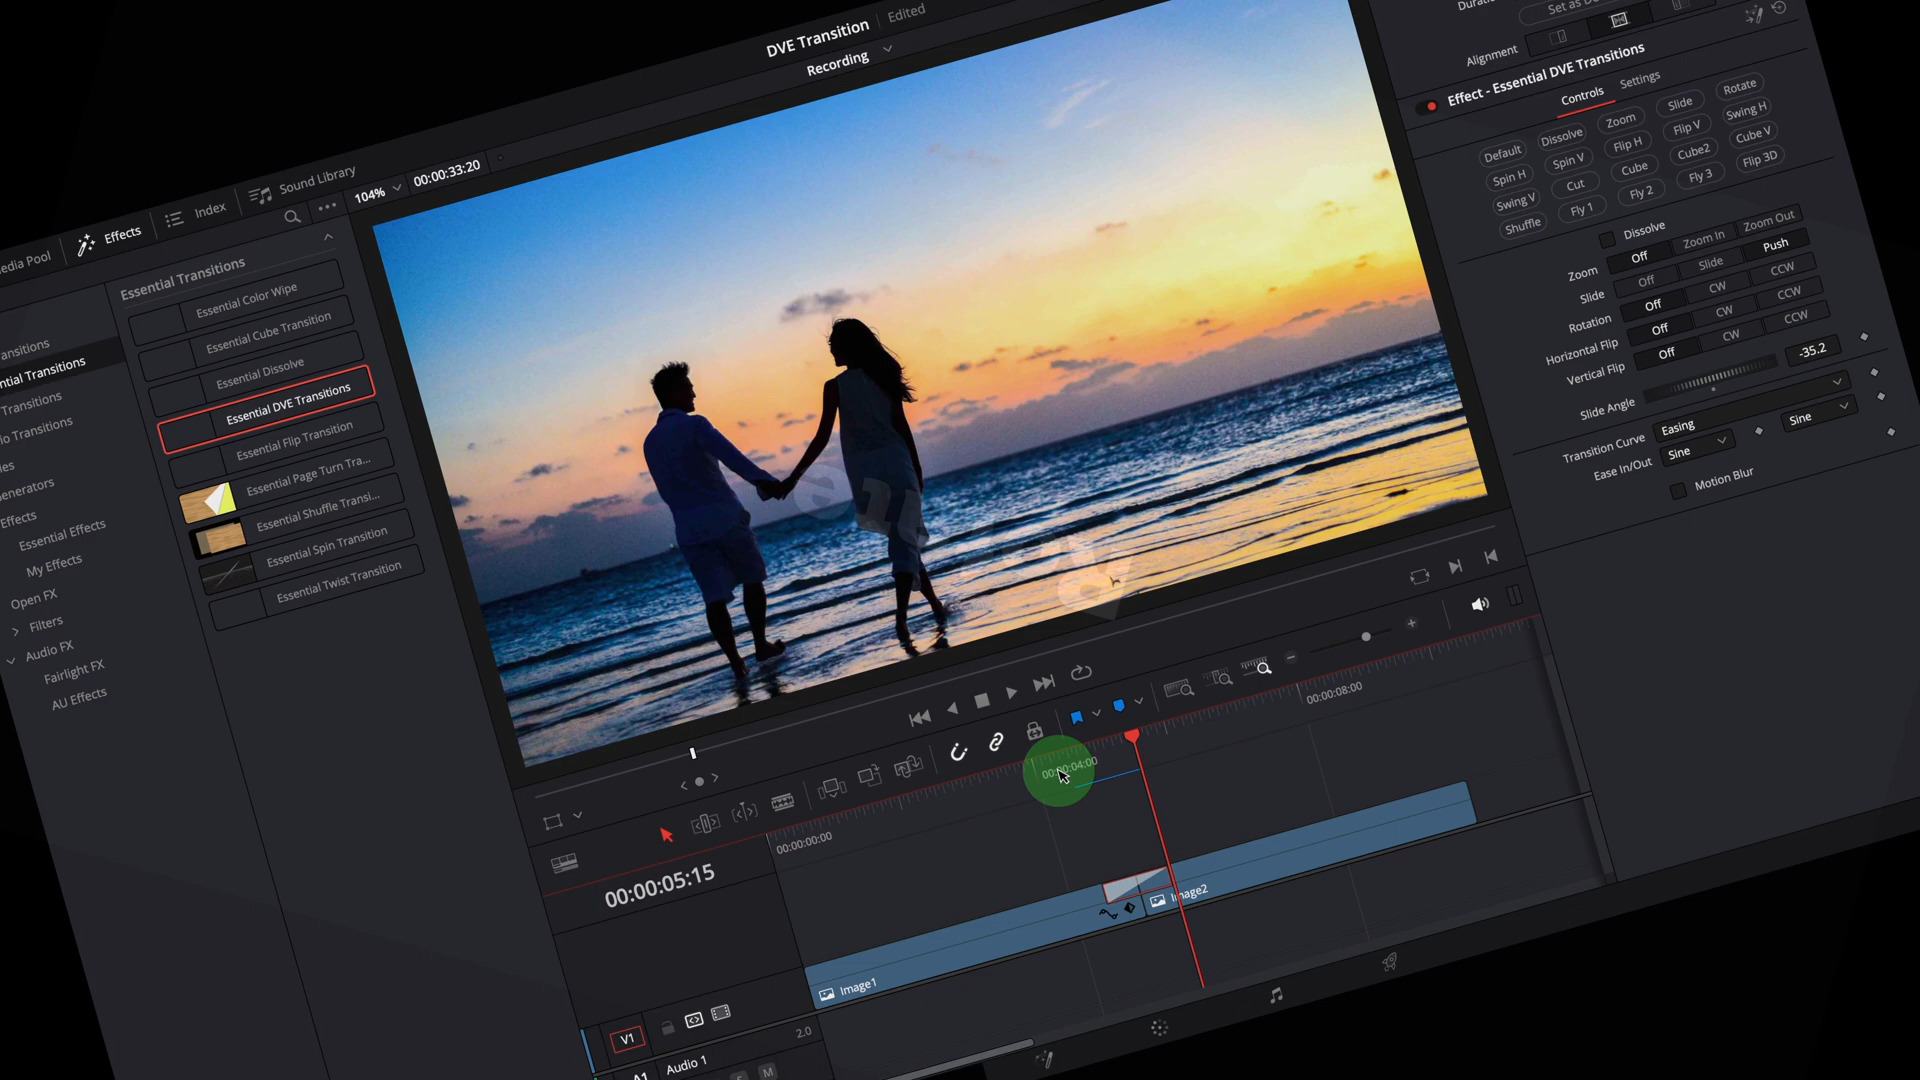 DVE Transition
Edited
Recording
Effects
Index
Sound Library
104%
00:00:33:20
Essential Transitions
Essential Color Wipe
Essential Cube Transition
Essential Dissolve
Essential DVE Transitions
Essential Flip Transition
Essential Page Turn Tra...
Essential Shuffle Transi...
Essential Spin Transition
Essential Twist Transition
Essential Effects
My Effects
Open FX
Filters
Audio FX
Fairlight FX
AU Effects
Alignment
Effect - Essential DVE Transitions
Controls
Settings
Default
Dissolve
Zoom
Slide
Rotate
Spin H
Spin V
Flip H
Flip V
Swing H
Swing V
Cut
Cube
Cube2
Cube V
Shuffle
Fly 1
Fly 2
Fly 3
Flip 3D
Dissolve
Zoom
Off
Zoom In
Zoom Out
Slide
Off
Slide
Push
Rotation
Off
CW
CCW
Horizontal Flip
Off
CW
CCW
Vertical Flip
Off
CW
CCW
Slide Angle
-35.2
Transition Curve
Easing
Ease In/Out
Sine
Sine
Motion Blur
00:00:05:15
00:00:00:00
00:00:04:00
00:00:08:00
Image1
Image2
V1
2.0
A1
Audio 1
M